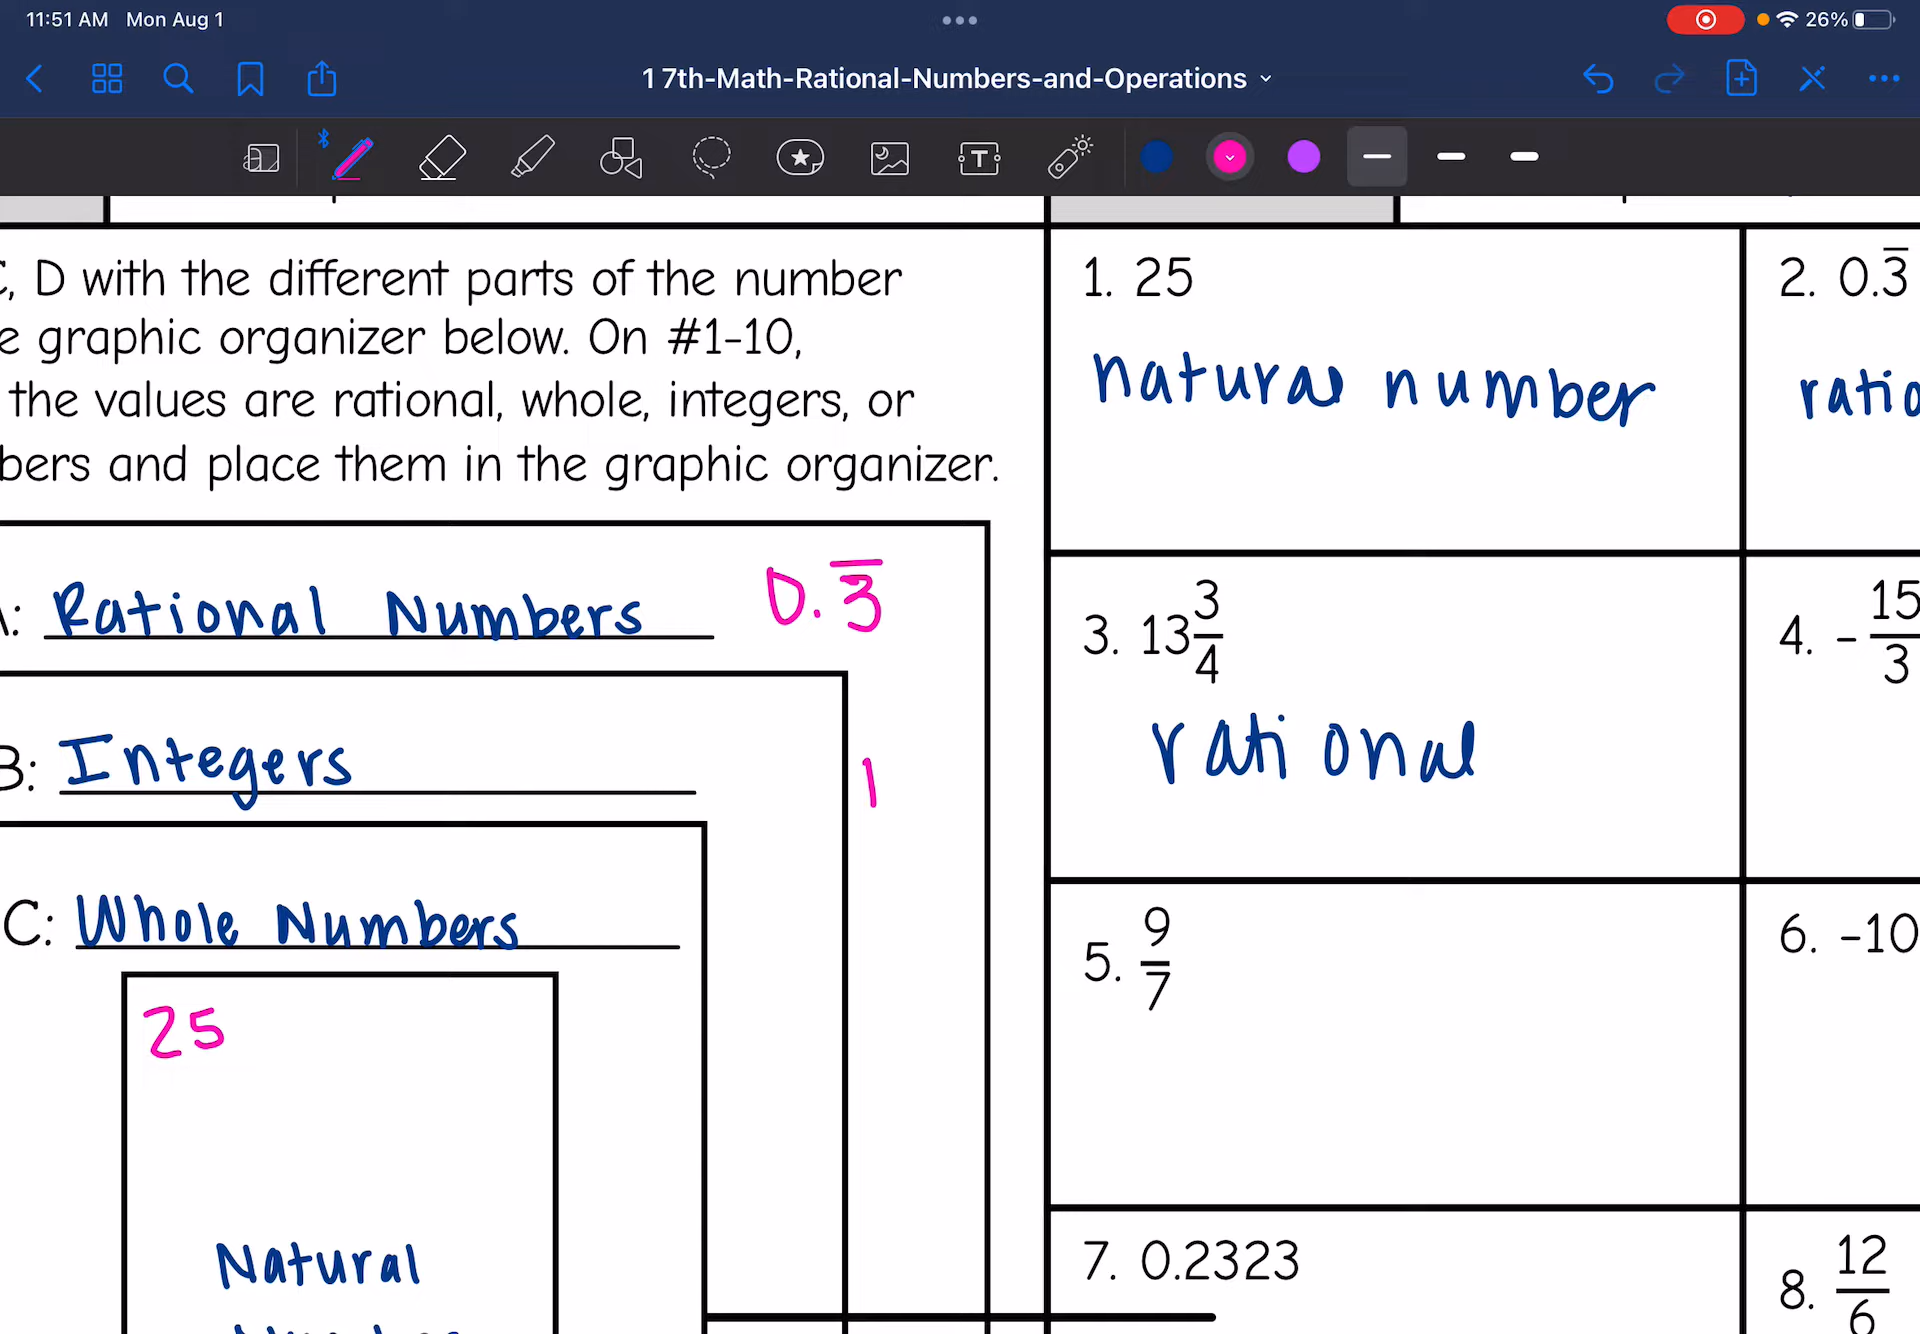 11:51 AM Mon Aug 1
26%
1 7th-Math-Rational-Numbers-and-Operations
C, D with the different parts of the number
e graphic organizer below. On #1-10,
the values are rational, whole, integers, or
bers and place them in the graphic organizer.
A: Rational Numbers 0.3̅
B: Integers 1
C: Whole Numbers
25
Natural
1. 25
natural number
2. 0.3̅
ratio
3. 13 3/4
rational
4. - 15/3
5. 9/7
6. -10
7. 0.2323
8. 12/6